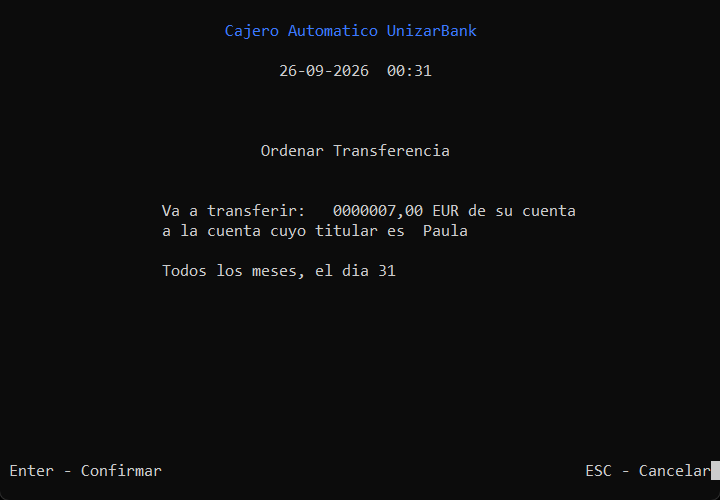 Cajero Automatico UnizarBank
26-09-2026  00:31
Ordenar Transferencia
Va a transferir:   0000007,00 EUR de su cuenta
a la cuenta cuyo titular es  Paula
Todos los meses, el dia 31
Enter - Confirmar
ESC - Cancelar